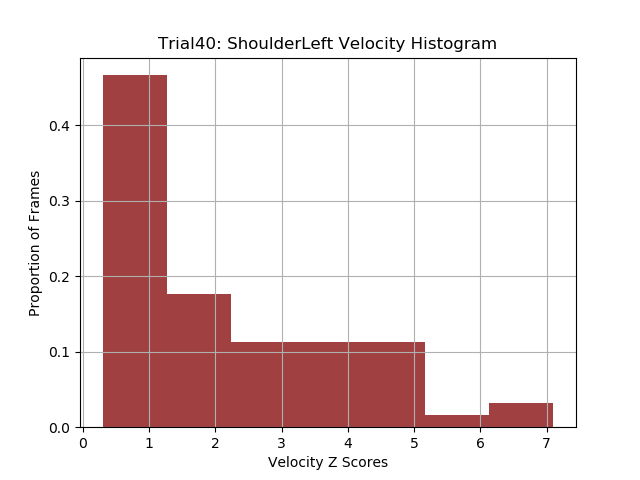 Trial40: ShoulderLeft Velocity Histogram
Proportion of Frames
0.4
0.3
0.2
0.1
0.0
0 1 2 3 4 5 6 7
Velocity Z Scores